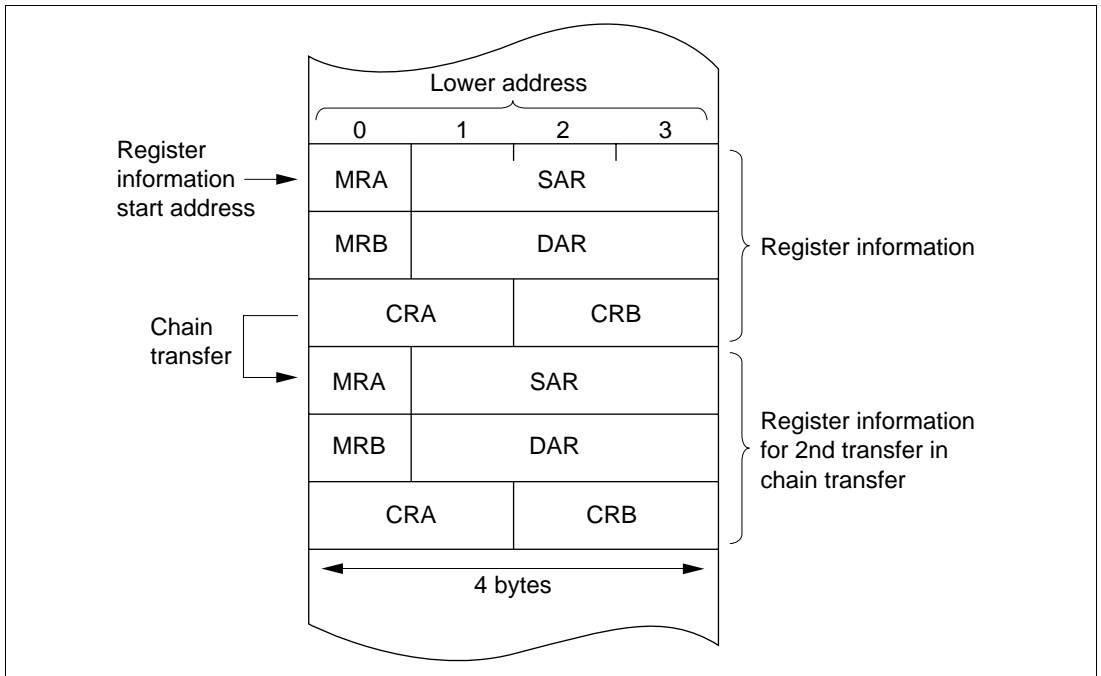 Lower address
0 1 2 3
Register
information
start address
MRA SAR
MRB DAR
Register information
CRA CRB
Chain
transfer
MRA SAR
MRB DAR
Register information
for 2nd transfer in
chain transfer
CRA CRB
4 bytes